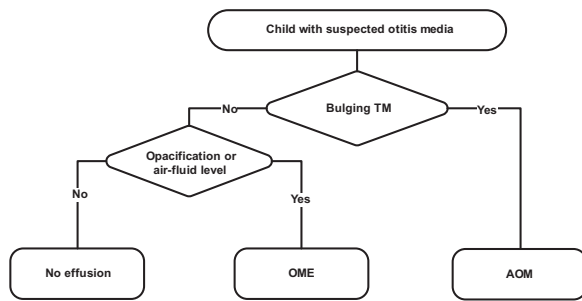 Child with suspected otitis media
Bulging TM
No
Yes
Opacification or
air-fluid level
No
Yes
No effusion
OME
AOM